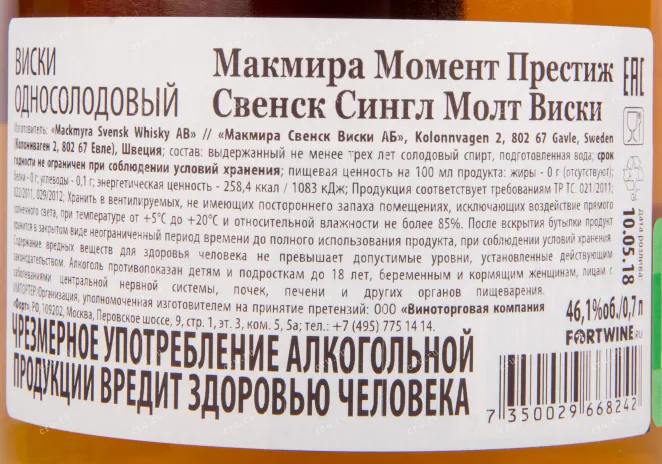 ВИСКИ
ОДНОСОЛОДОВЫЙ
Макмира Момент Престиж
Свенск Сингл Молт Виски
EAC
Изготовитель: «Mackmyra Svensk Whisky AB» // «Макмира Свенск Виски АБ», Kolonnvagen 2, 802 67 Gavle, Sweden
(Колонваген 2, 802 67 Евле), Швеция; состав: выдержанный не менее трех лет солодовый спирт, подготовленная вода; срок
годности не ограничен при соблюдении условий хранения; пищевая ценность на 100 мл продукта: жиры - 0 г (отсутствуют);
белки - 0 г; углеводы - 0,1 г; энергетическая ценность - 258,4 ккал / 1083 кДж; Продукция соответствует требованиям ТР ТС. 021/2011;
022/2011, 029/2012; Хранить в вентилируемых, не имеющих постороннего запаха помещениях, исключающих воздействие прямого
солнечного света, при температуре от +5°С до +20°С и относительной влажности не более 85%. После вскрытия бутылки продукт
хранится в закрытом виде неограниченный период времени до полного использования продукта, при соблюдении условий хранения.
Содержание вредных веществ для здоровья человека не превышает допустимые уровни, установленные действующим
законодательством. Алкоголь противопоказан детям и подросткам до 18 лет, беременным и кормящим женщинам, лицам с
заболеваниями центральной нервной системы, почек, печени и других органов пищеварения.
ИМПОРТЕР/Организация, уполномоченная изготовителем на принятие претензий: ООО «Виноторговая компания
«Форт», РО, 109202, Москва, Перовское шоссе, 9, стр. 1, эт. 3, ком. 5, 5а; тел.: +7 (495) 775 14 14.
Дата розлива:
10.05.18
46,1%об./0,7 л
FORTWINE.RU
ЧРЕЗМЕРНОЕ УПОТРЕБЛЕНИЕ АЛКОГОЛЬНОЙ
ПРОДУКЦИИ ВРЕДИТ ЗДОРОВЬЮ ЧЕЛОВЕКА
7 350029 668242